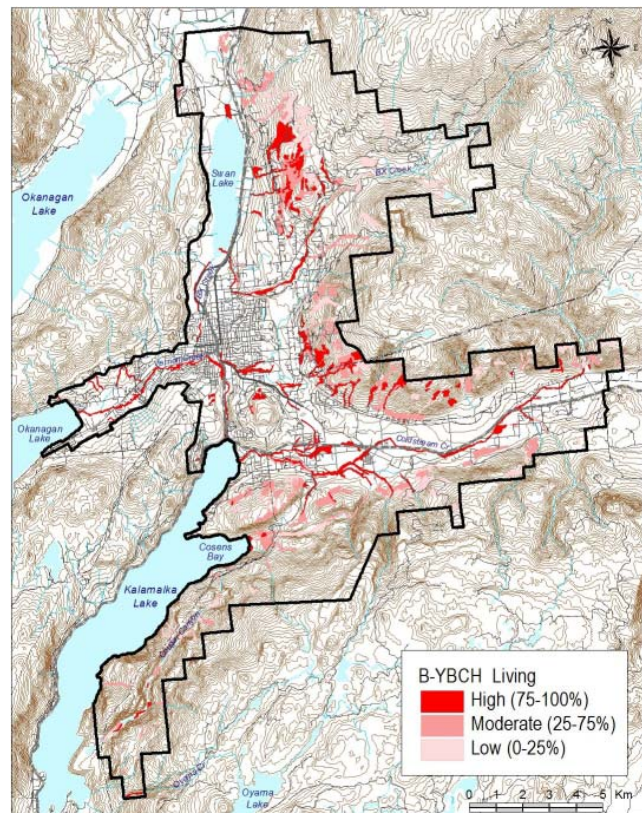 N
E
S
Swan
Lake
Okanagan
Lake
BX Creek
Okanagan
Lake
Coldstream Cr
Cosens
Bay
Kalamalka
Lake
Oyama
Lake
B-YBCH Living
High (75-100%)
Moderate (25-75%)
Low (0-25%)
0 1 2 3 4 5 Km